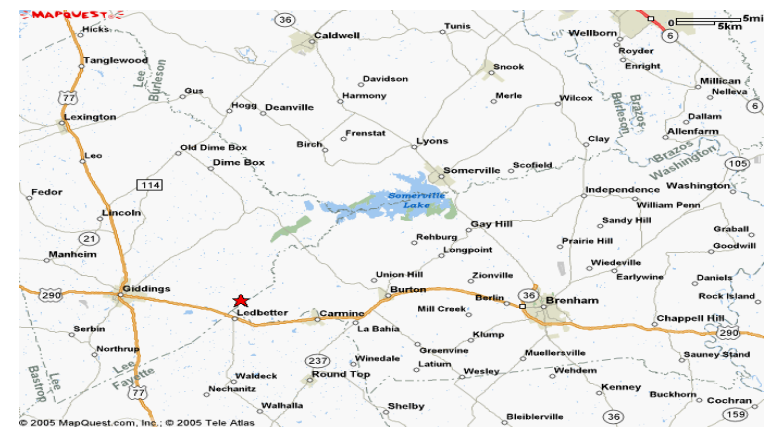 MAPQUEST
36
Tunis
0 5mi
5km
Hicks
Caldwell
Wellborn
6
Royder
Enright
Tanglewood
Lee
Burleson
Snook
Davidson
Millican
Nelleva
77
Gus
Hogg
Deanville
Harmony
Merle
Wilcox
Brazos
Burleson
6
Lexington
Dallam
Allenfarm
Frenstat
Lyons
Clay
Old Dime Box
Birch
Leo
Dime Box
Somerville
Scofield
Brazos
Washington
105
114
Fedor
Somerville
Lake
Independence
Washington
William Penn
Lincoln
Gay Hill
Sandy Hill
Graball
21
Rehburg
Prairie Hill
Goodwill
Manheim
Longpoint
Wiedeville
Union Hill
Zionville
Earlywine
Daniels
Giddings
290
Burton
Berlin
36
Brenham
Rock Island
Ledbetter
Carmine
Mill Creek
Chappell Hill
Serbin
La Bahia
Klump
290
Northrup
Greenvine
Muellersville
Sauney Stand
Lee
Fayette
237
Winedale
Latium
Lee
Bastrop
Waldeck
Round Top
Wesley
Wehdem
Nechanitz
Kenney
77
Buckhorn
Cochran
Walhalla
Shelby
Bleiblerville
36
159
© 2005 MapQuest.com, Inc.; © 2005 Tele Atlas